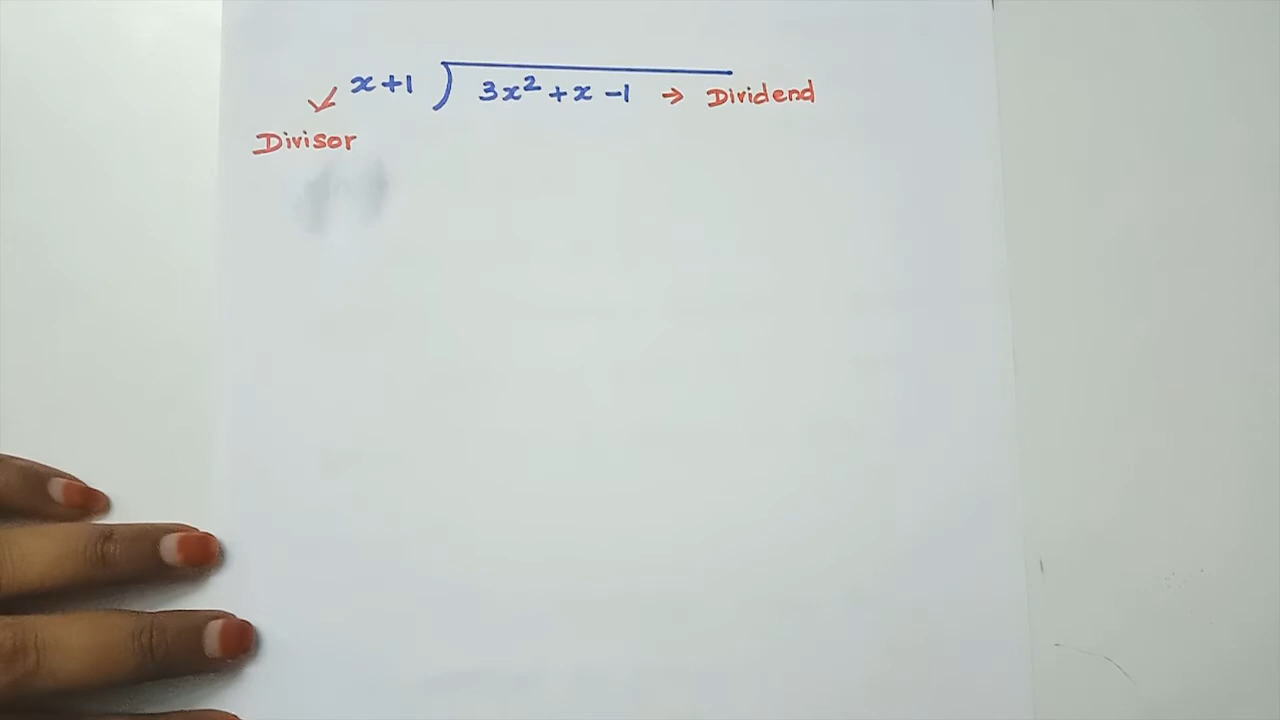 x+1 ) 3x² + x - 1 → Dividend
Divisor